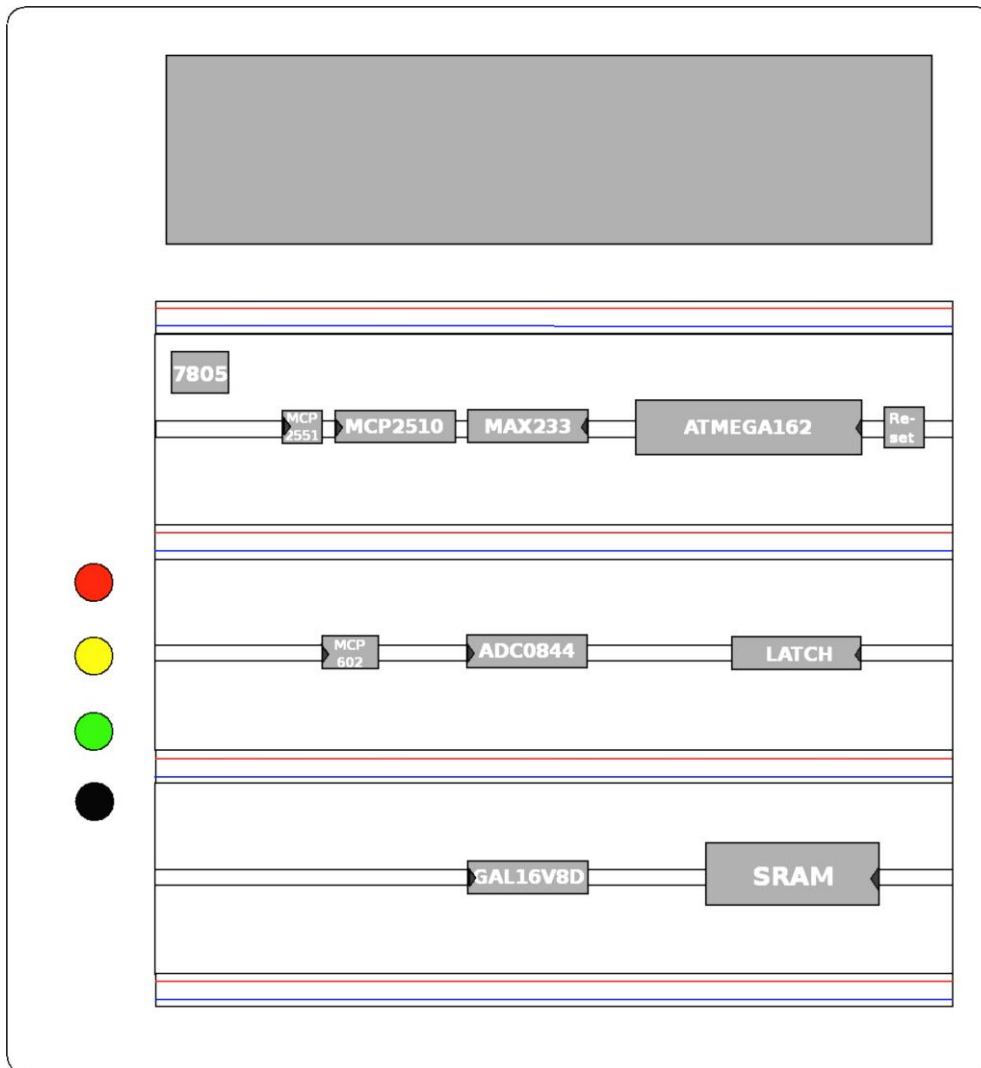 7805
MCP
2551
MCP2510
MAX233
ATMEGA162
Re-
set
MCP
602
ADC0844
LATCH
GAL16V8D
SRAM